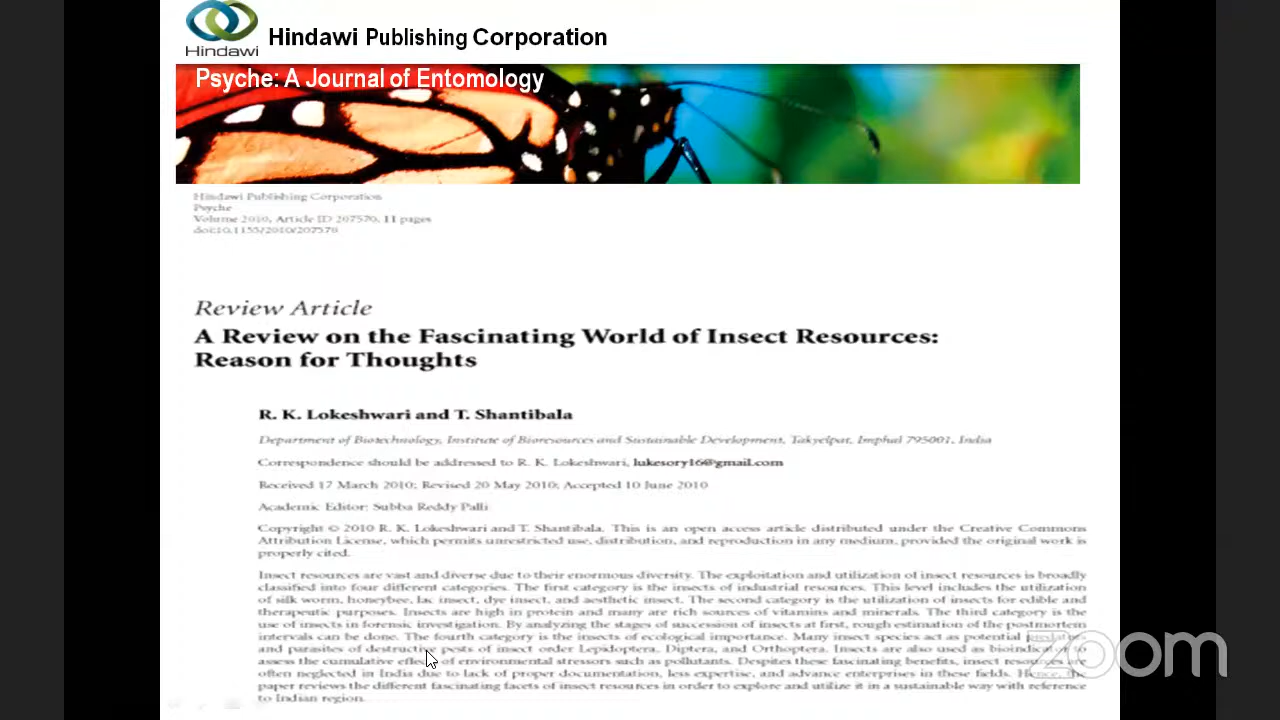 Hindawi
Hindawi Publishing Corporation
Psyche: A Journal of Entomology
Hindawi Publishing Corporation
Psyche
Volume 2010, Article ID 207570, 11 pages
doi:10.1155/2010/207570
Review Article
A Review on the Fascinating World of Insect Resources:
Reason for Thoughts
R. K. Lokeshwari and T. Shantibala
Department of Biotechnology, Institute of Bioresources and Sustainable Development, Takyelpat, Imphal 795001, India
Correspondence should be addressed to R. K. Lokeshwari, lukesory16@gmail.com
Received 17 March 2010; Revised 20 May 2010; Accepted 10 June 2010
Academic Editor: Subba Reddy Palli
Copyright © 2010 R. K. Lokeshwari and T. Shantibala. This is an open access article distributed under the Creative Commons
Attribution License, which permits unrestricted use, distribution, and reproduction in any medium, provided the original work is
properly cited.
Insect resources are vast and diverse due to their enormous diversity. The exploitation and utilization of insect resources is broadly
classified into four different categories. The first category is the insects of industrial resources. This level includes the utilization
of silk worm, honeybee, lac insect, dye insect, and aesthetic insect. The second category is the utilization of insects for edible and
therapeutic purposes. Insects are high in protein and many are rich sources of vitamins and minerals. The third category is the
use of insects in forensic investigation. By analyzing the stages of succession of insects at first, rough estimation of the postmortem
intervals can be done. The fourth category is the insects of ecological importance. Many insect species act as potential predators
and parasites of destructive pests of insect order Lepidoptera, Diptera, and Orthoptera. Insects are also used as bioindicator to
assess the cumulative effects of environmental stressors such as pollutants. Despite these fascinating benefits, insect resources are
often neglected in India due to lack of proper documentation, less expertise, and advance enterprises in these fields. Hence, the
paper reviews the different fascinating facets of insect resources in order to explore and utilize it in a sustainable way with reference
to Indian region.
zoom